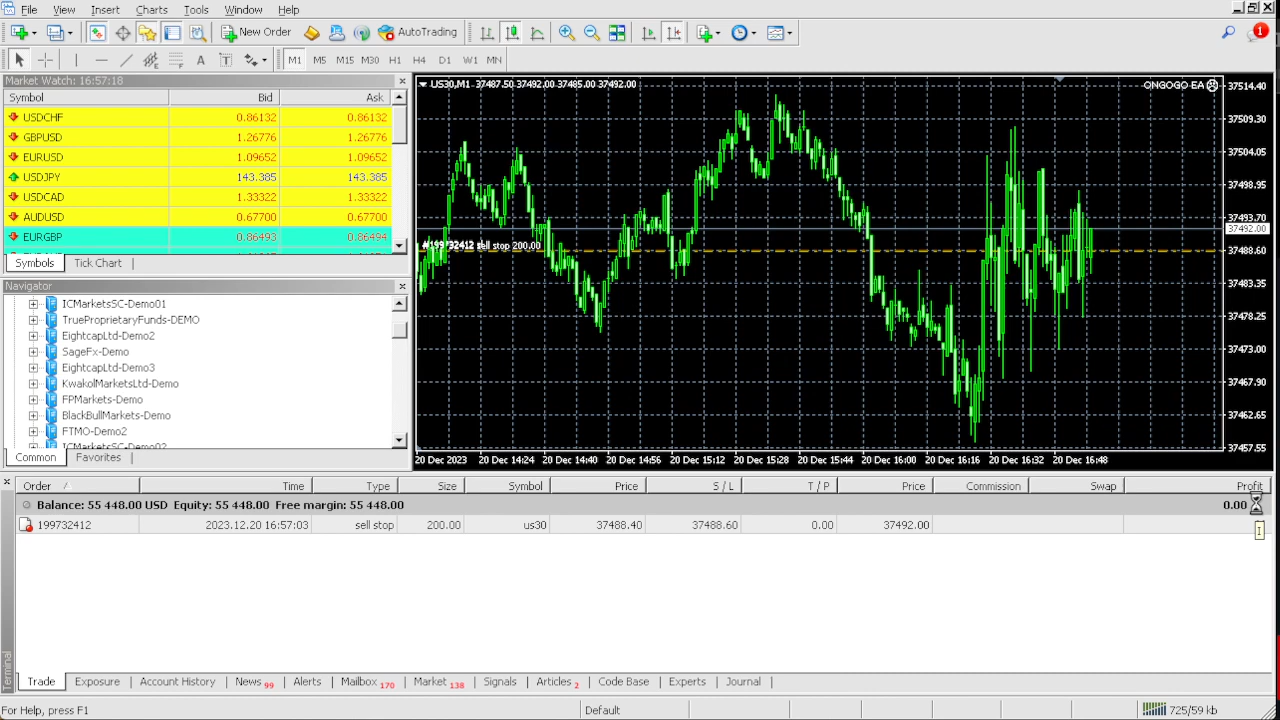 File View Insert Charts Tools Window Help
1
New Order AutoTrading
A T M1 M5 M15 M30 H1 H4 D1 W1 MN
Market Watch: 16:57:18
Symbol Bid Ask
USDCHF 0.86132 0.86132
GBPUSD 1.26776 1.26776
EURUSD 1.09652 1.09652
USDJPY 143.385 143.385
USDCAD 1.33322 1.33322
AUDUSD 0.67700 0.67700
EURGBP 0.86493 0.86494
Symbols Tick Chart
Navigator
ICMarketsSC-Demo01
TrueProprietaryFunds-DEMO
EightcapLtd-Demo2
SageFx-Demo
EightcapLtd-Demo3
KwakolMarketsLtd-Demo
FPMarkets-Demo
BlackBullMarkets-Demo
FTMO-Demo2
ICMarketsSC-Demo02
Common Favorites
US30,M1 37487.50 37492.00 37485.00 37492.00
ONGOGO EA
#199732412 sell stop 200.00
37514.40
37509.30
37504.05
37498.95
37493.70
37492.00
37488.60
37483.35
37478.25
37473.00
37467.90
37462.65
37457.55
20 Dec 2023 20 Dec 14:24 20 Dec 14:40 20 Dec 14:56 20 Dec 15:12 20 Dec 15:28 20 Dec 15:44 20 Dec 16:00 20 Dec 16:16 20 Dec 16:32 20 Dec 16:48
Order Time Type Size Symbol Price S / L T / P Price Commission Swap Profit
Balance: 55 448.00 USD Equity: 55 448.00 Free margin: 55 448.00 0.00
199732412 2023.12.20 16:57:03 sell stop 200.00 us30 37488.40 37488.60 0.00 37492.00
Terminal
Trade Exposure Account History News 99 Alerts Mailbox 170 Market 138 Signals Articles 2 Code Base Experts Journal
For Help, press F1 Default 725/59 kb